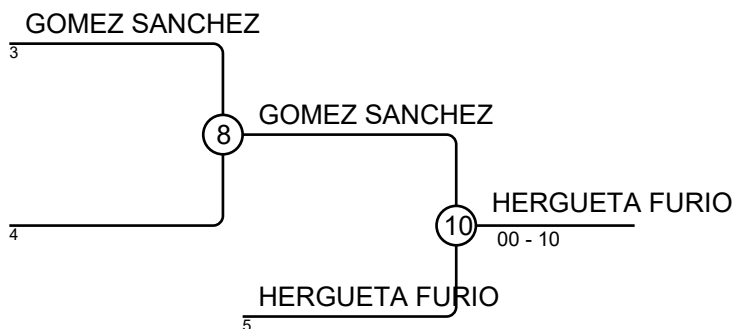 GOMEZ SANCHEZ
3
8
GOMEZ SANCHEZ
4
10
HERGUETA FURIO
00 - 10
HERGUETA FURIO
5